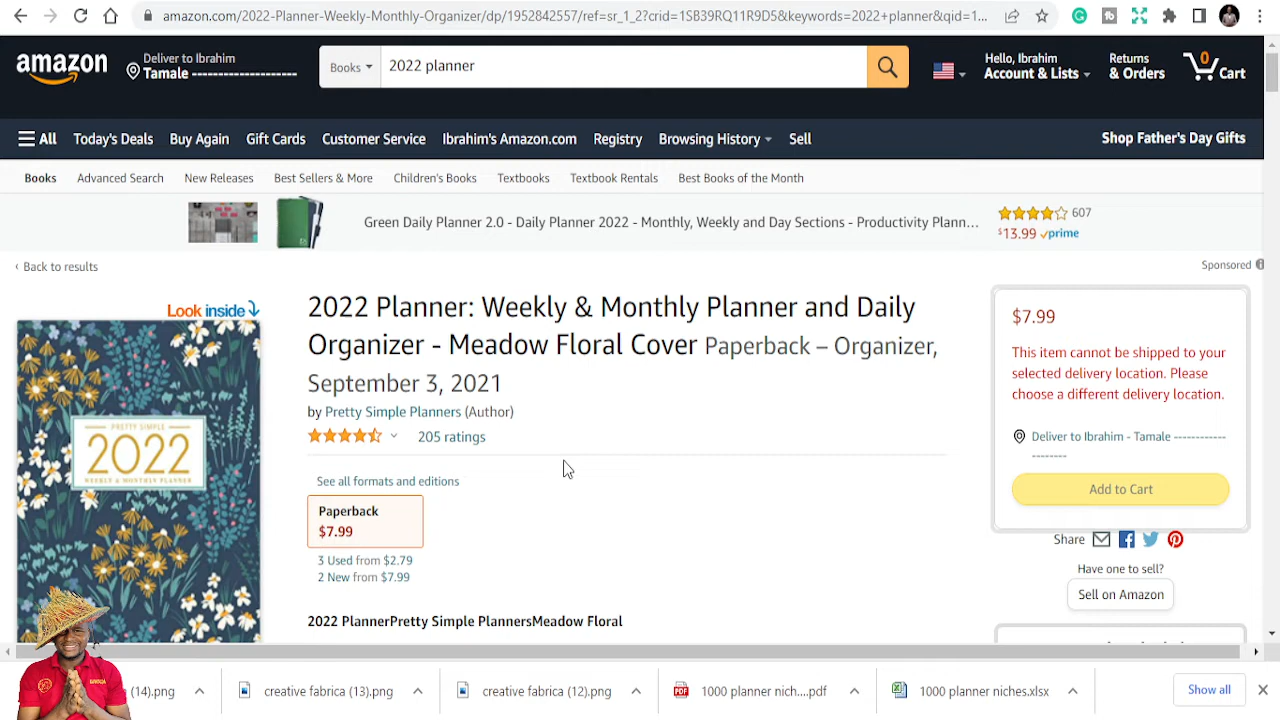 amazon.com/2022-Planner-Weekly-Monthly-Organizer/dp/1952842557/ref=sr_1_2?crid=1SB39RQ11R9D5&keywords=2022+planner&qid=1...
amazon
Deliver to Ibrahim
Tamale --------------------
Books
2022 planner
Hello, Ibrahim
Account & Lists
Returns
& Orders
0
Cart
All
Today's Deals
Buy Again
Gift Cards
Customer Service
Ibrahim's Amazon.com
Registry
Browsing History
Sell
Shop Father's Day Gifts
Books
Advanced Search
New Releases
Best Sellers & More
Children's Books
Textbooks
Textbook Rentals
Best Books of the Month
Green Daily Planner 2.0 - Daily Planner 2022 - Monthly, Weekly and Day Sections - Productivity Plann...
607
$13.99 prime
‹ Back to results
Sponsored
Look inside
PRETTY SIMPLE
2022
WEEKLY & MONTHLY PLANNER
2022 Planner: Weekly & Monthly Planner and Daily
Organizer - Meadow Floral Cover Paperback – Organizer,
September 3, 2021
by Pretty Simple Planners (Author)
205 ratings
See all formats and editions
Paperback
$7.99
3 Used from $2.79
2 New from $7.99
2022 PlannerPretty Simple PlannersMeadow Floral
$7.99
This item cannot be shipped to your
selected delivery location. Please
choose a different delivery location.
Deliver to Ibrahim - Tamale ------------
--------
Add to Cart
Share
Have one to sell?
Sell on Amazon
(14).png
creative fabrica (13).png
creative fabrica (12).png
1000 planner nich....pdf
1000 planner niches.xlsx
Show all